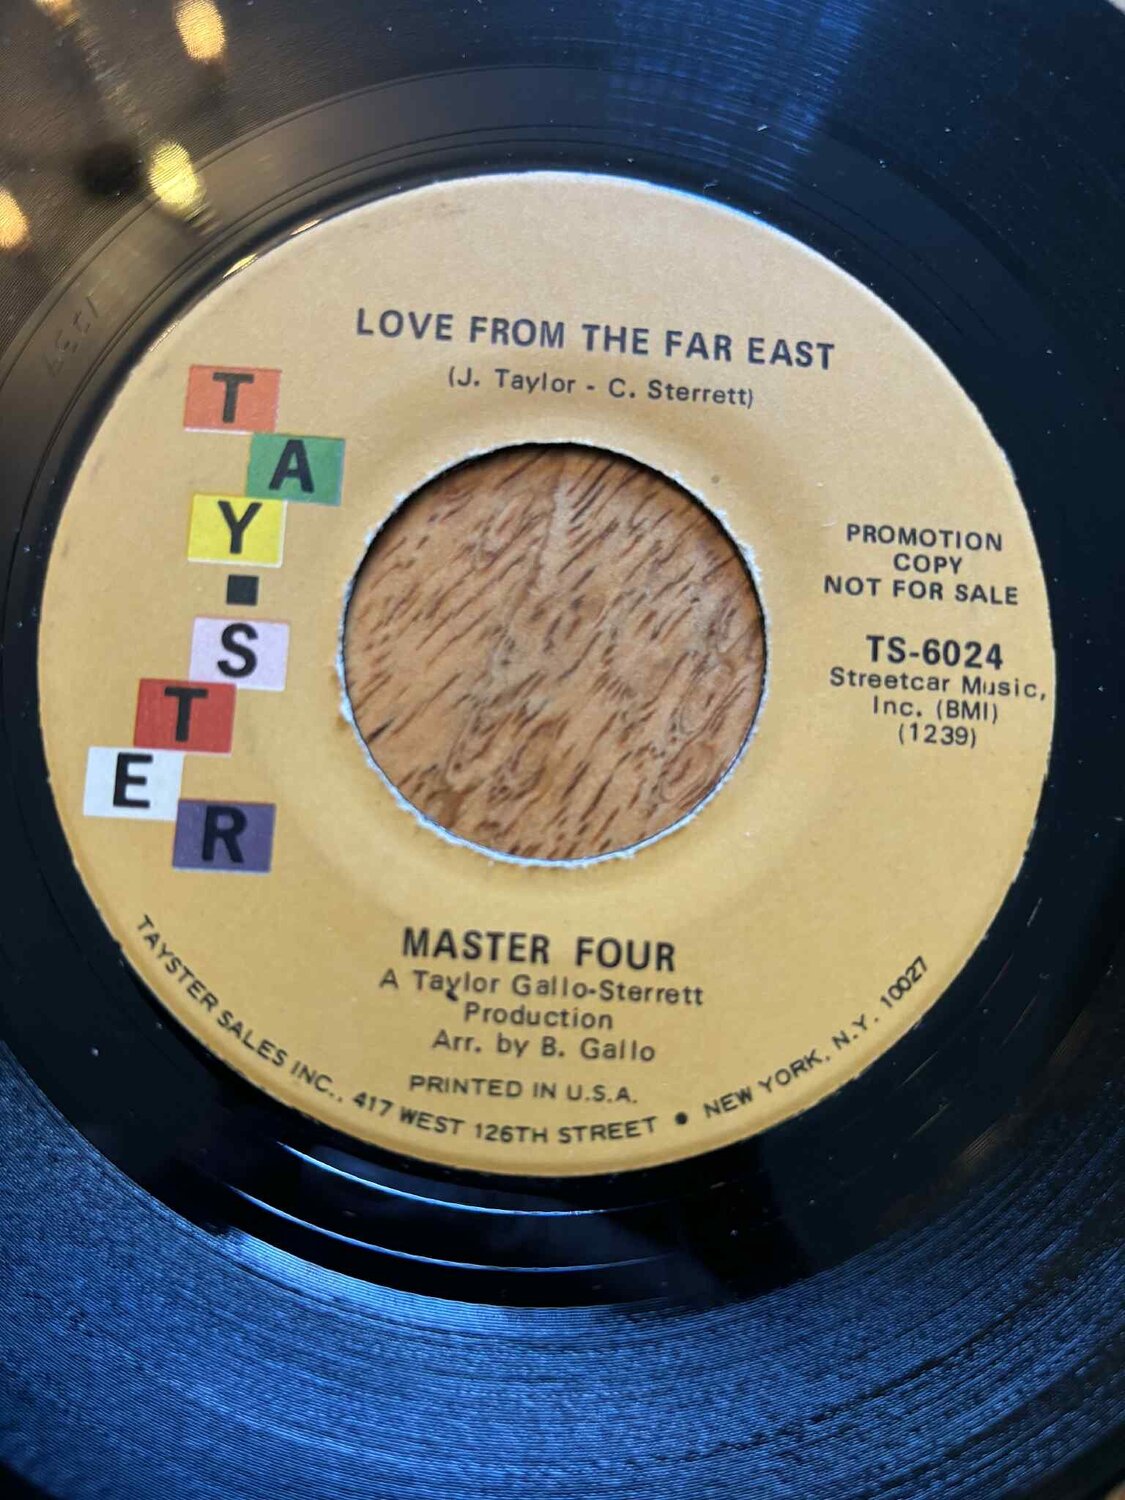 LOVE FROM THE FAR EAST
(J. Taylor - C. Sterrett)
TAY·STER
PROMOTION
COPY
NOT FOR SALE
TS-6024
Streetcar Music,
Inc. (BMI)
(1239)
MASTER FOUR
A Taylor Gallo-Sterrett
Production
Arr. by B. Gallo
PRINTED IN U.S.A.
TAYSTER SALES INC., 417 WEST 126TH STREET • NEW YORK, N.Y. 10027